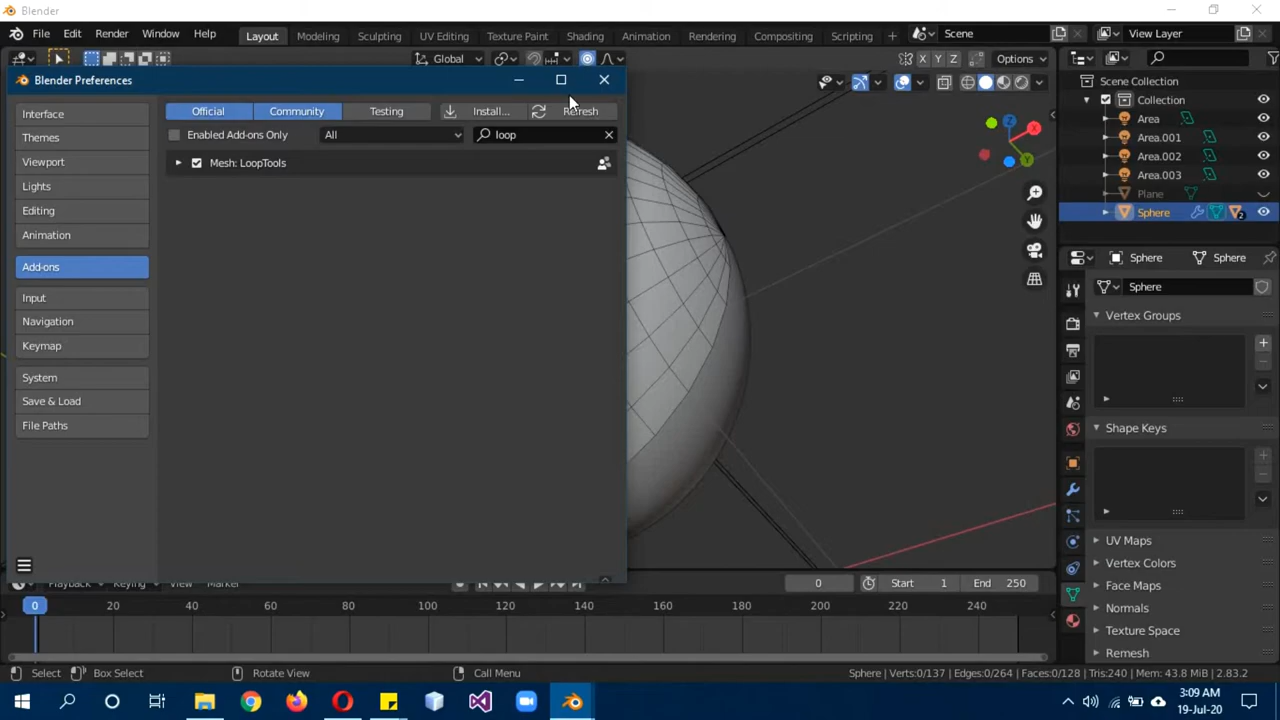 Blender
File Edit Render Window Help Layout Modeling Sculpting UV Editing Texture Paint Shading Animation Rendering Compositing Scripting Scene View Layer
Global X Y Z Options
Blender Preferences
Interface
Themes
Viewport
Lights
Editing
Animation
Add-ons
Input
Navigation
Keymap
System
Save & Load
File Paths
Official Community Testing Install... Refresh
Enabled Add-ons Only All loop
Mesh: LoopTools
Z
X
Y
Scene Collection
Collection
Area
Area.001
Area.002
Area.003
Plane
Sphere 2
Sphere Sphere
Sphere
Vertex Groups
Shape Keys
UV Maps
Vertex Colors
Face Maps
Normals
Texture Space
Remesh
Playback Keying View Marker 0 Start 1 End 250
0 20 40 60 80 100 120 140 160 180 200 220 240
Select Box Select Rotate View Call Menu Sphere | Verts:0/137 | Edges:0/264 | Faces:0/128 | Tris:240 | Mem: 43.8 MiB | 2.83.2
3:09 AM
19-Jul-20